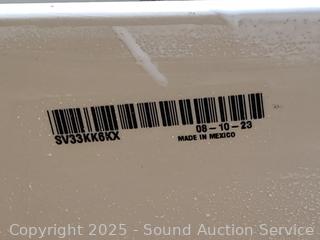 SV33KK6KX 08-10-23
MADE IN MEXICO
Copyright 2025 - Sound Auction Service